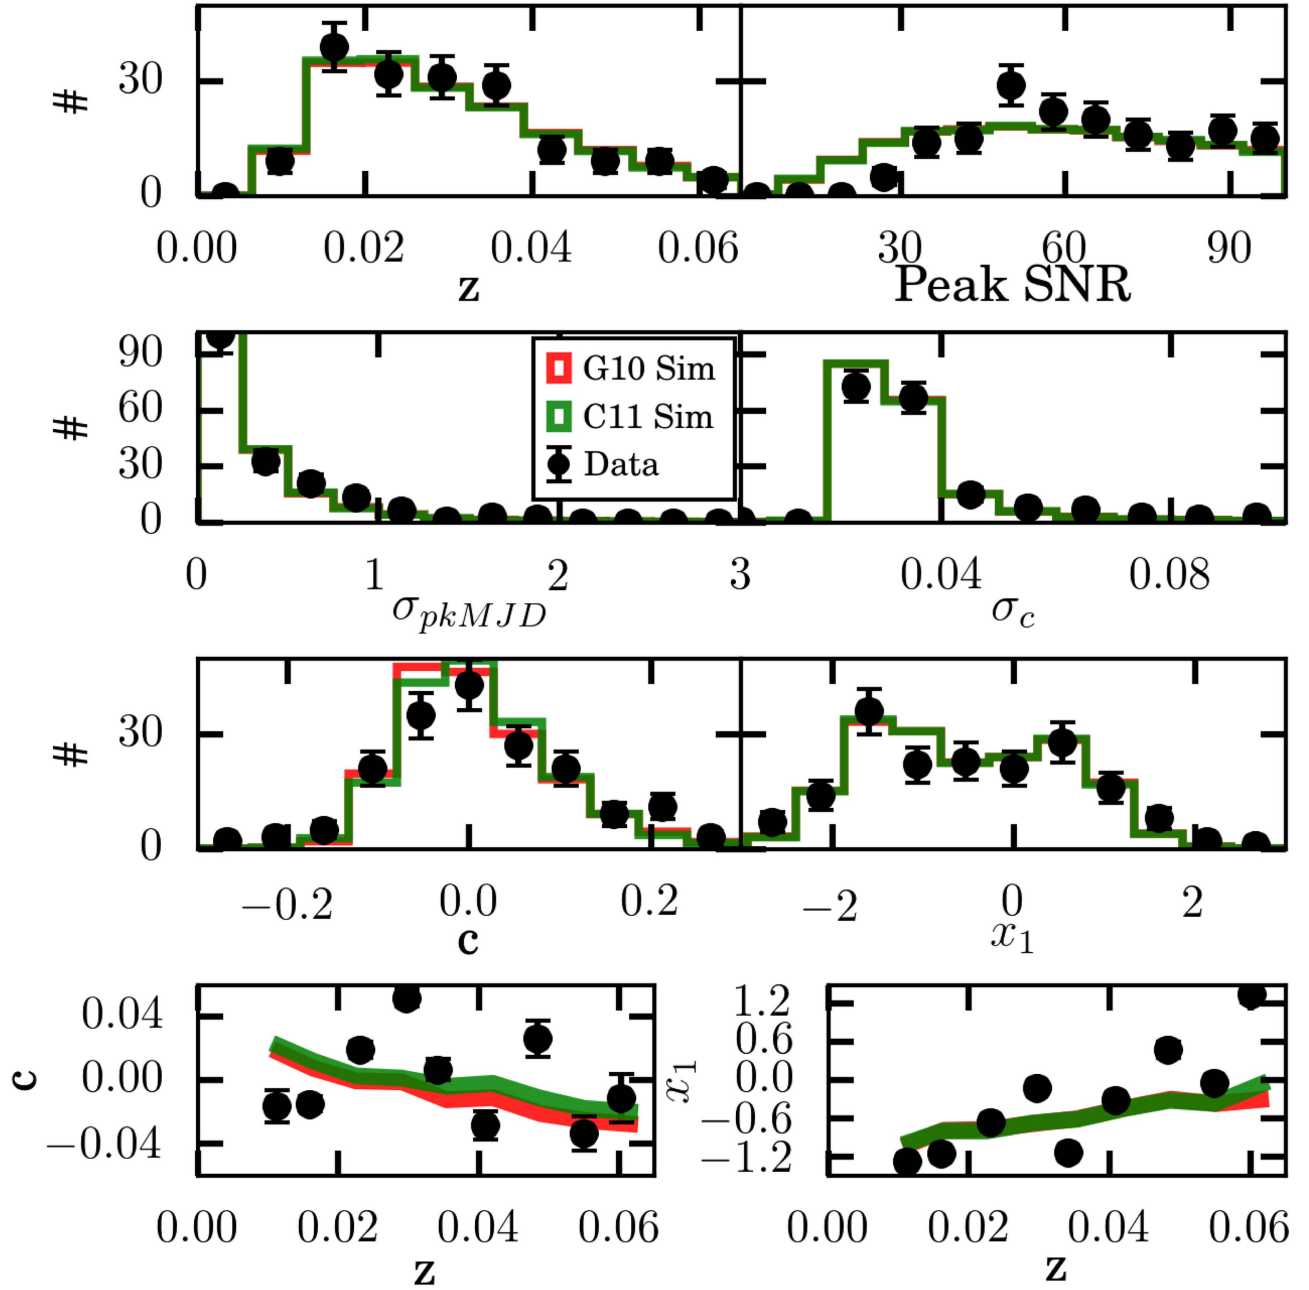 #
30
0
0.00 0.02 0.04 0.06
z
30 60 90
Peak SNR
#
90
60
30
0
G10 Sim
C11 Sim
Data
0 1 2 3
σ_pkMJD
0.04 0.08
σ_c
#
30
0
−0.2 0.0 0.2
c
−2 0 2
x_1
c
0.04
0.00
−0.04
0.00 0.02 0.04 0.06
z
x_1
1.2
0.6
0.0
−0.6
−1.2
0.00 0.02 0.04 0.06
z